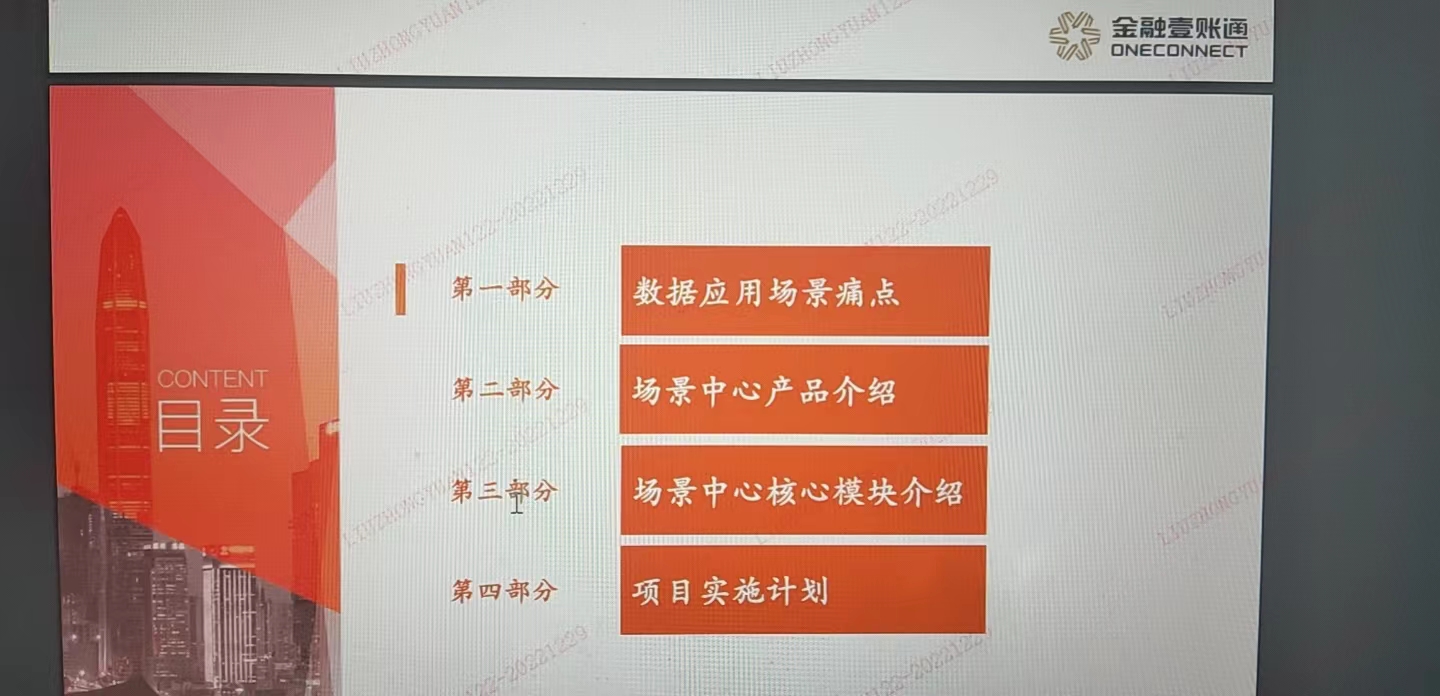 金融壹账通
ONECONNECT
CONTENT
目录
第一部分
数据应用场景痛点
第二部分
场景中心产品介绍
第三部分
场景中心核心模块介绍
第四部分
项目实施计划
LIUZHONGYUAN122-20221229